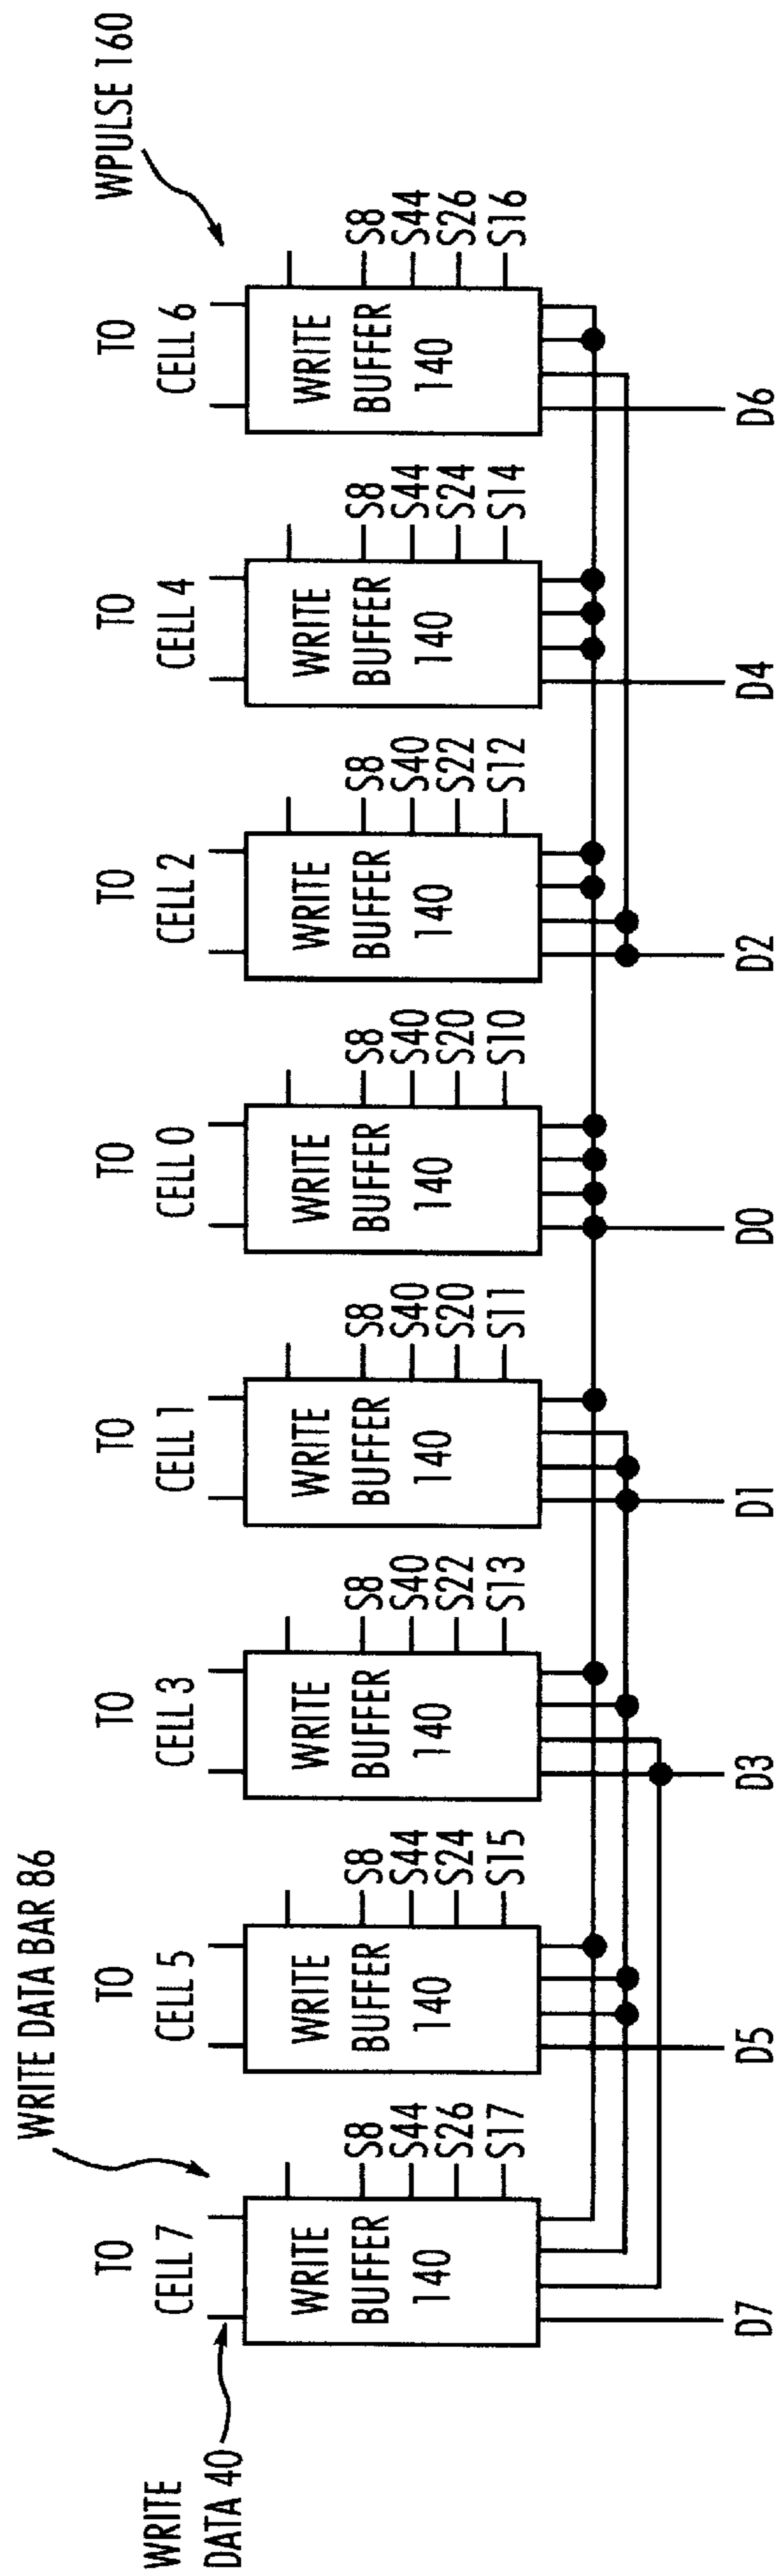 WRITE DATA BAR 86
WRITE
DATA 40
WPULSE 160
TO
CELL 7
WRITE
BUFFER
140
S8
S44
S26
S17
D7
TO
CELL 5
WRITE
BUFFER
140
S8
S44
S24
S15
D5
TO
CELL 3
WRITE
BUFFER
140
S8
S40
S22
S13
D3
TO
CELL 1
WRITE
BUFFER
140
S8
S40
S20
S11
D1
TO
CELL 0
WRITE
BUFFER
140
S8
S40
S20
S10
D0
TO
CELL 2
WRITE
BUFFER
140
S8
S40
S22
S12
D2
TO
CELL 4
WRITE
BUFFER
140
S8
S44
S24
S14
D4
TO
CELL 6
WRITE
BUFFER
140
S8
S44
S26
S16
D6